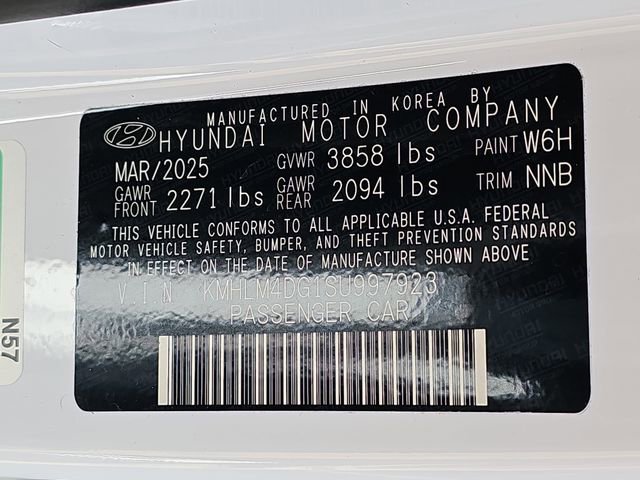 MANUFACTURED IN KOREA BY
HYUNDAI MOTOR COMPANY
MAR/2025 GVWR 3858 lbs PAINT W6H
GAWR FRONT 2271 lbs GAWR REAR 2094 lbs TRIM NNB
THIS VEHICLE CONFORMS TO ALL APPLICABLE U.S.A. FEDERAL
MOTOR VEHICLE SAFETY, BUMPER, AND THEFT PREVENTION STANDARDS
IN EFFECT ON THE DATE OF MANUFACTURE SHOWN ABOVE
V.I.N KMHLM4DG1SU997923
PASSENGER CAR
N57